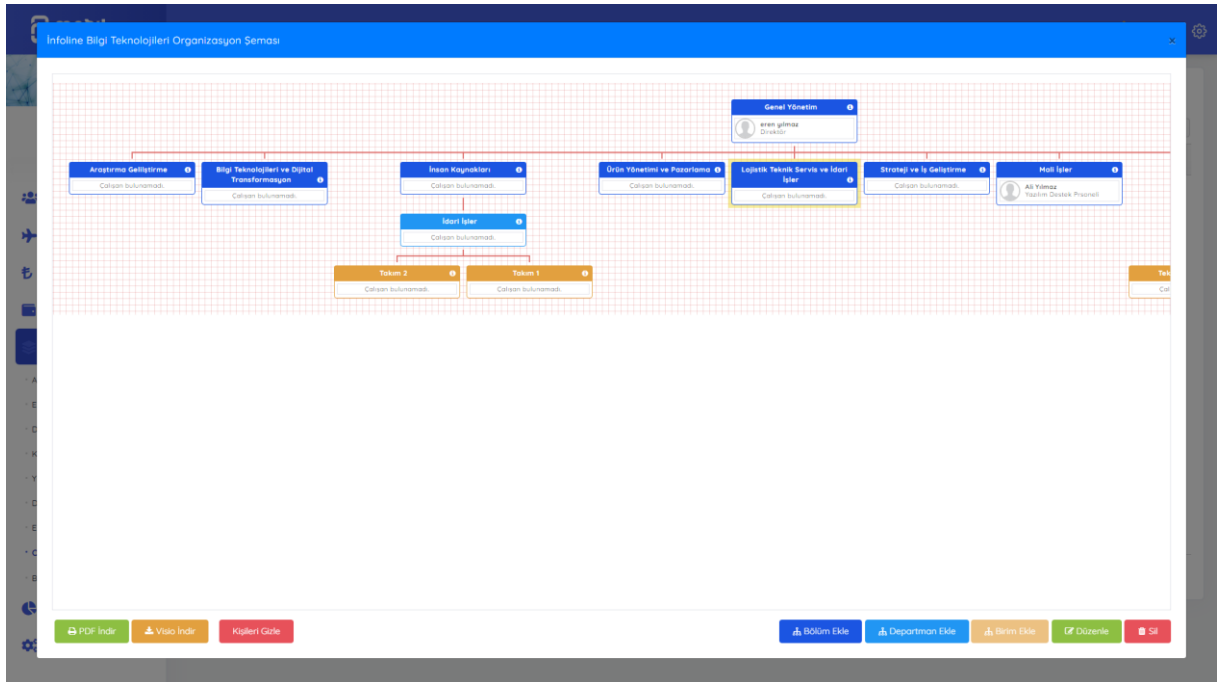 İnfoline Bilgi Teknolojileri Organizasyon Şeması
×
Genel Yönetim
eren yılmaz
Direktör
Araştırma Geliiştirme
Çalışan bulunamadı.
Bilgi Teknolojileri ve Dijital
Transformasyon
Çalışan bulunamadı.
İnsan Kaynakları
Çalışan bulunamadı.
Ürün Yönetimi ve Pazarlama
Çalışan bulunamadı.
Lojistik Teknik Servis ve İdari
İşler
Çalışan bulunamadı.
Strateji ve İş Geliştirme
Çalışan bulunamadı.
Mali İşler
Ali Yılmaz
Yazılım Destek Prsoneli
İdari İşler
Çalışan bulunamadı.
Takım 2
Çalışan bulunamadı.
Takım 1
Çalışan bulunamadı.
PDF İndir
Visio İndir
Kişileri Gizle
Bölüm Ekle
Departman Ekle
Birim Ekle
Düzenle
Sil